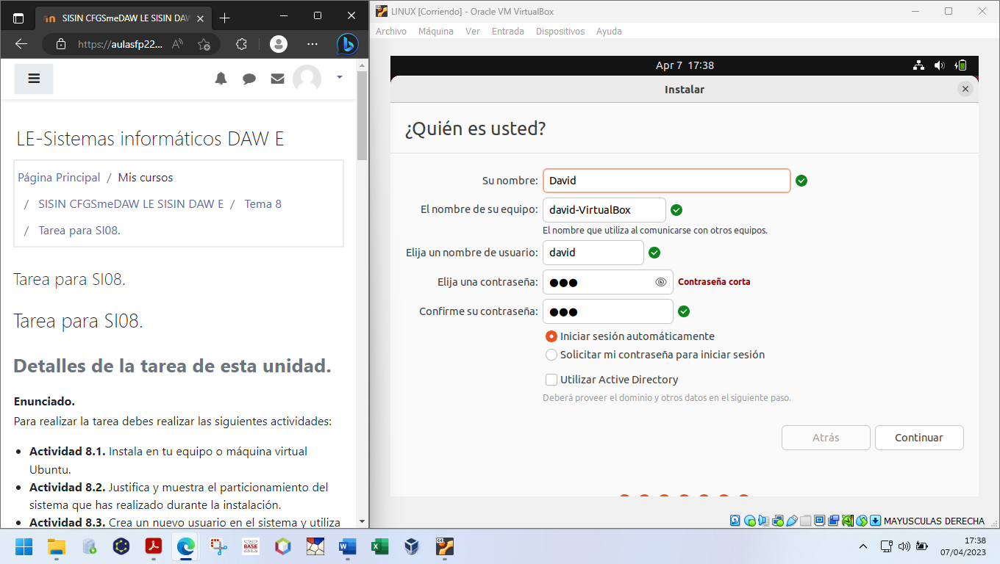 SISIN CFGSmeDAW LE SISIN DAW
https://aulasfp22...
LE-Sistemas informáticos DAW E
Página Principal / Mis cursos
/ SISIN CFGSmeDAW LE SISIN DAW E / Tema 8
/ Tarea para SI08.
Tarea para SI08.
Tarea para SI08.
Detalles de la tarea de esta unidad.
Enunciado.
Para realizar la tarea debes realizar las siguientes actividades:
Actividad 8.1. Instala en tu equipo o máquina virtual
Ubuntu.
Actividad 8.2. Justifica y muestra el particionamiento del
sistema que has realizado durante la instalación.
Actividad 8.3. Crea un nuevo usuario en el sistema y utiliza
LINUX [Corriendo] - Oracle VM VirtualBox
Archivo Máquina Ver Entrada Dispositivos Ayuda
Apr 7 17:38
Instalar
¿Quién es usted?
Su nombre: David
El nombre de su equipo: david-VirtualBox
El nombre que utiliza al comunicarse con otros equipos.
Elija un nombre de usuario: david
Elija una contraseña: ●●● Contraseña corta
Confirme su contraseña: ●●●
Iniciar sesión automáticamente
Solicitar mi contraseña para iniciar sesión
Utilizar Active Directory
Deberá proveer el dominio y otros datos en el siguiente paso.
Atrás Continuar
MAYUSCULAS DERECHA
BASE
64
17:38
07/04/2023